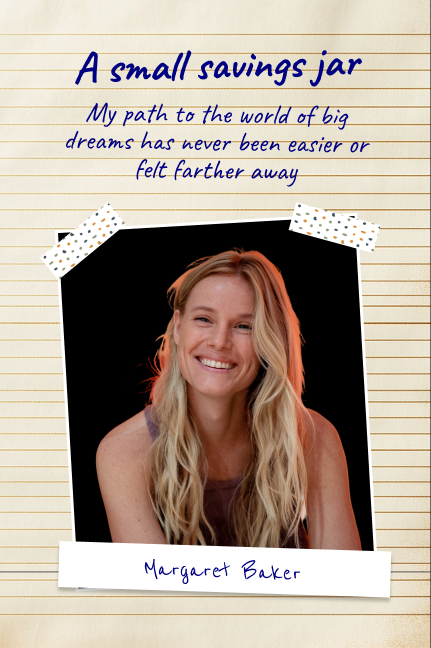 A small savings jar
My path to the world of big
dreams has never been easier or
felt farther away
Margaret Baker